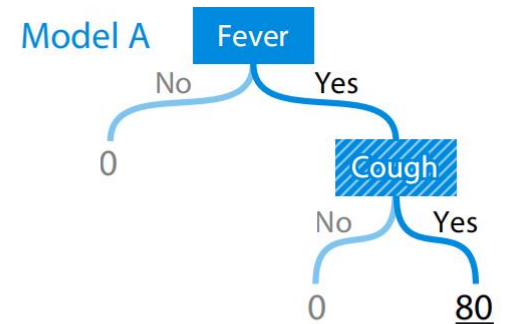 Model A
Fever
No
Yes
0
Cough
No
Yes
0
80